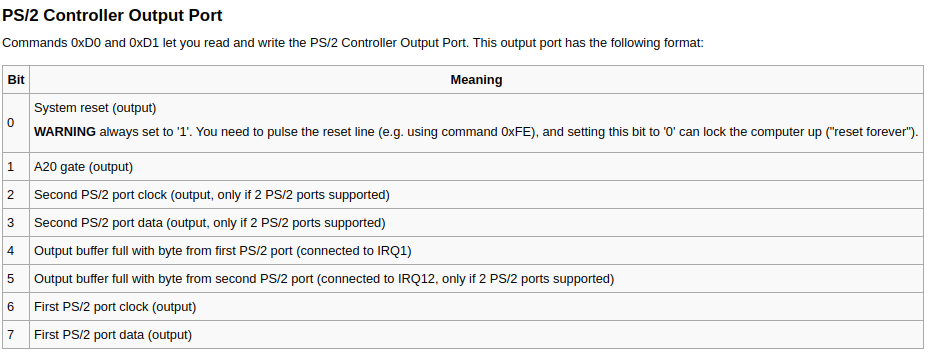 PS/2 Controller Output Port
Commands 0xD0 and 0xD1 let you read and write the PS/2 Controller Output Port. This output port has the following format:
Bit Meaning
0 System reset (output)
WARNING always set to '1'. You need to pulse the reset line (e.g. using command 0xFE), and setting this bit to '0' can lock the computer up ("reset forever").
1 A20 gate (output)
2 Second PS/2 port clock (output, only if 2 PS/2 ports supported)
3 Second PS/2 port data (output, only if 2 PS/2 ports supported)
4 Output buffer full with byte from first PS/2 port (connected to IRQ1)
5 Output buffer full with byte from second PS/2 port (connected to IRQ12, only if 2 PS/2 ports supported)
6 First PS/2 port clock (output)
7 First PS/2 port data (output)